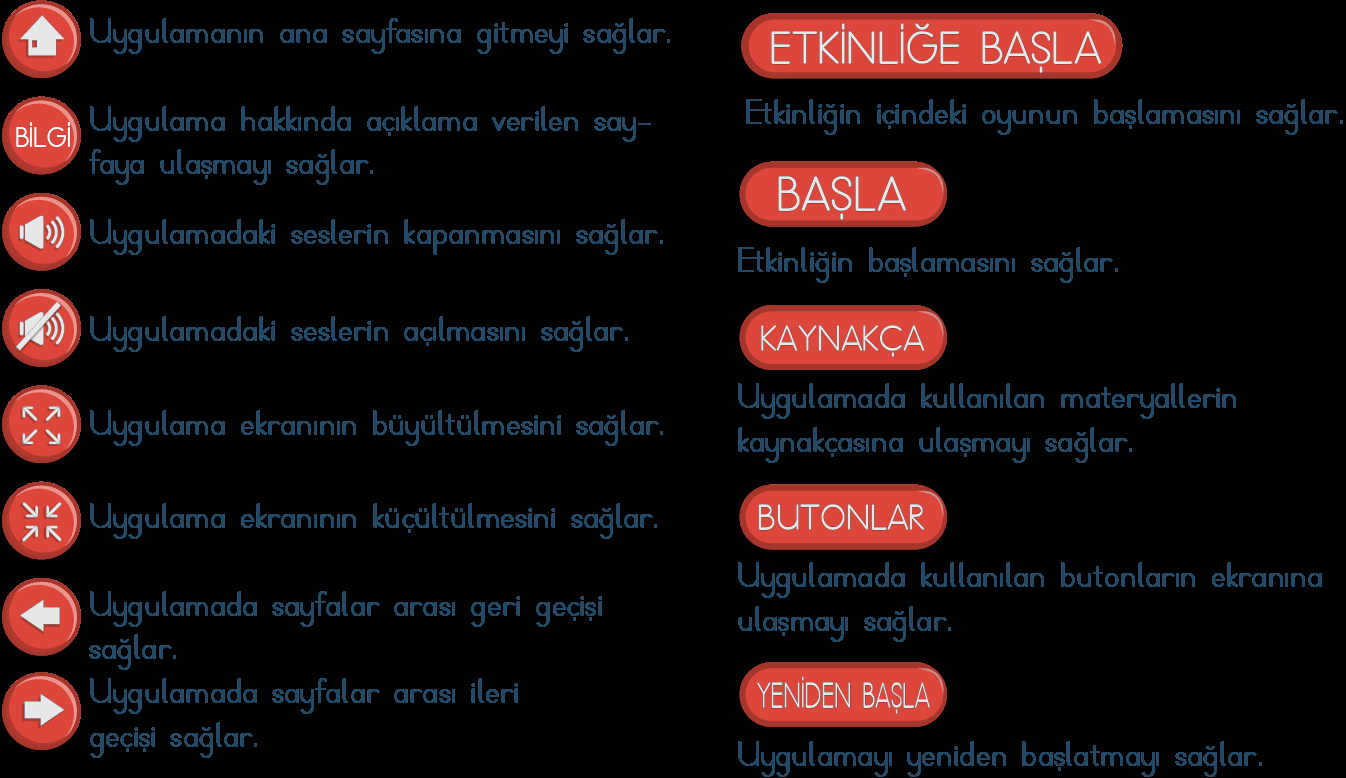 Uygulamanın ana sayfasına gitmeyi sağlar.
BİLGİ
Uygulama hakkında açıklama verilen say-
faya ulaşmayı sağlar.
Uygulamadaki seslerin kapanmasını sağlar.
Uygulamadaki seslerin açılmasını sağlar.
Uygulama ekranının büyültülmesini sağlar.
Uygulama ekranının küçültülmesini sağlar.
Uygulamada sayfalar arası geri geçişi
sağlar.
Uygulamada sayfalar arası ileri
geçişi sağlar.
ETKİNLİĞE BAŞLA
Etkinliğin içindeki oyunun başlamasını sağlar.
BAŞLA
Etkinliğin başlamasını sağlar.
KAYNAKÇA
Uygulamada kullanılan materyallerin
kaynakçasına ulaşmayı sağlar.
BUTONLAR
Uygulamada kullanılan butonların ekranına
ulaşmayı sağlar.
YENİDEN BAŞLA
Uygulamayı yeniden başlatmayı sağlar.